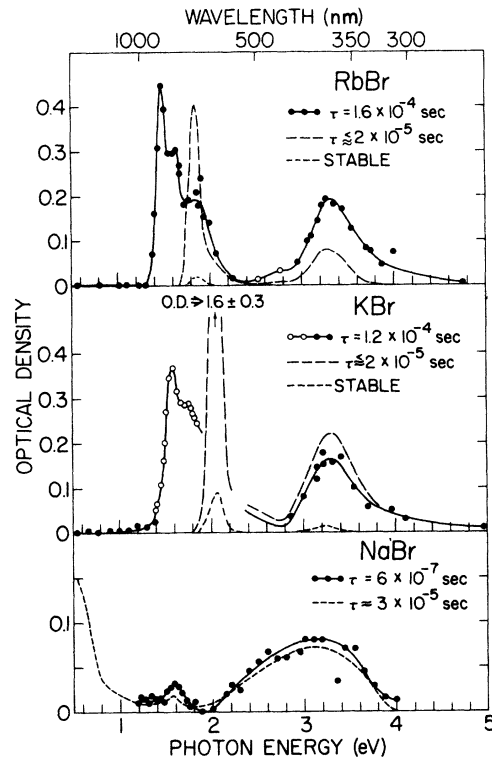 WAVELENGTH (nm)
1000 500 350 300
RbBr
τ = 1.6 × 10⁻⁴ sec
τ ≲ 2 × 10⁻⁵ sec
STABLE
0.4
0.3
0.2
0.1
0
O.D. ⇒ 1.6 ± 0.3
KBr
τ = 1.2 × 10⁻⁴ sec
τ ≲ 2 × 10⁻⁵ sec
STABLE
0.4
0.3
0.2
0.1
0
OPTICAL DENSITY
NaBr
τ = 6 × 10⁻⁷ sec
τ ≈ 3 × 10⁻⁵ sec
0.1
0
1 2 3 4 5
PHOTON ENERGY (eV)